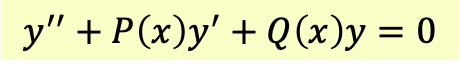 y'' + P(x)y' + Q(x)y = 0